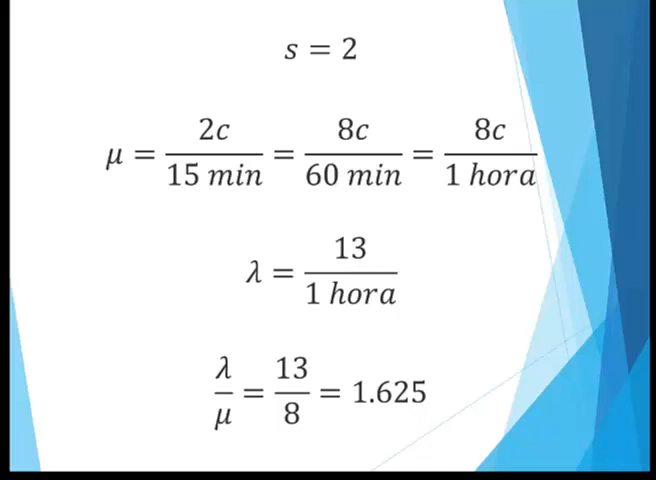 s = 2
μ = 2c / 15 min = 8c / 60 min = 8c / 1 hora
λ = 13 / 1 hora
λ / μ = 13 / 8 = 1.625